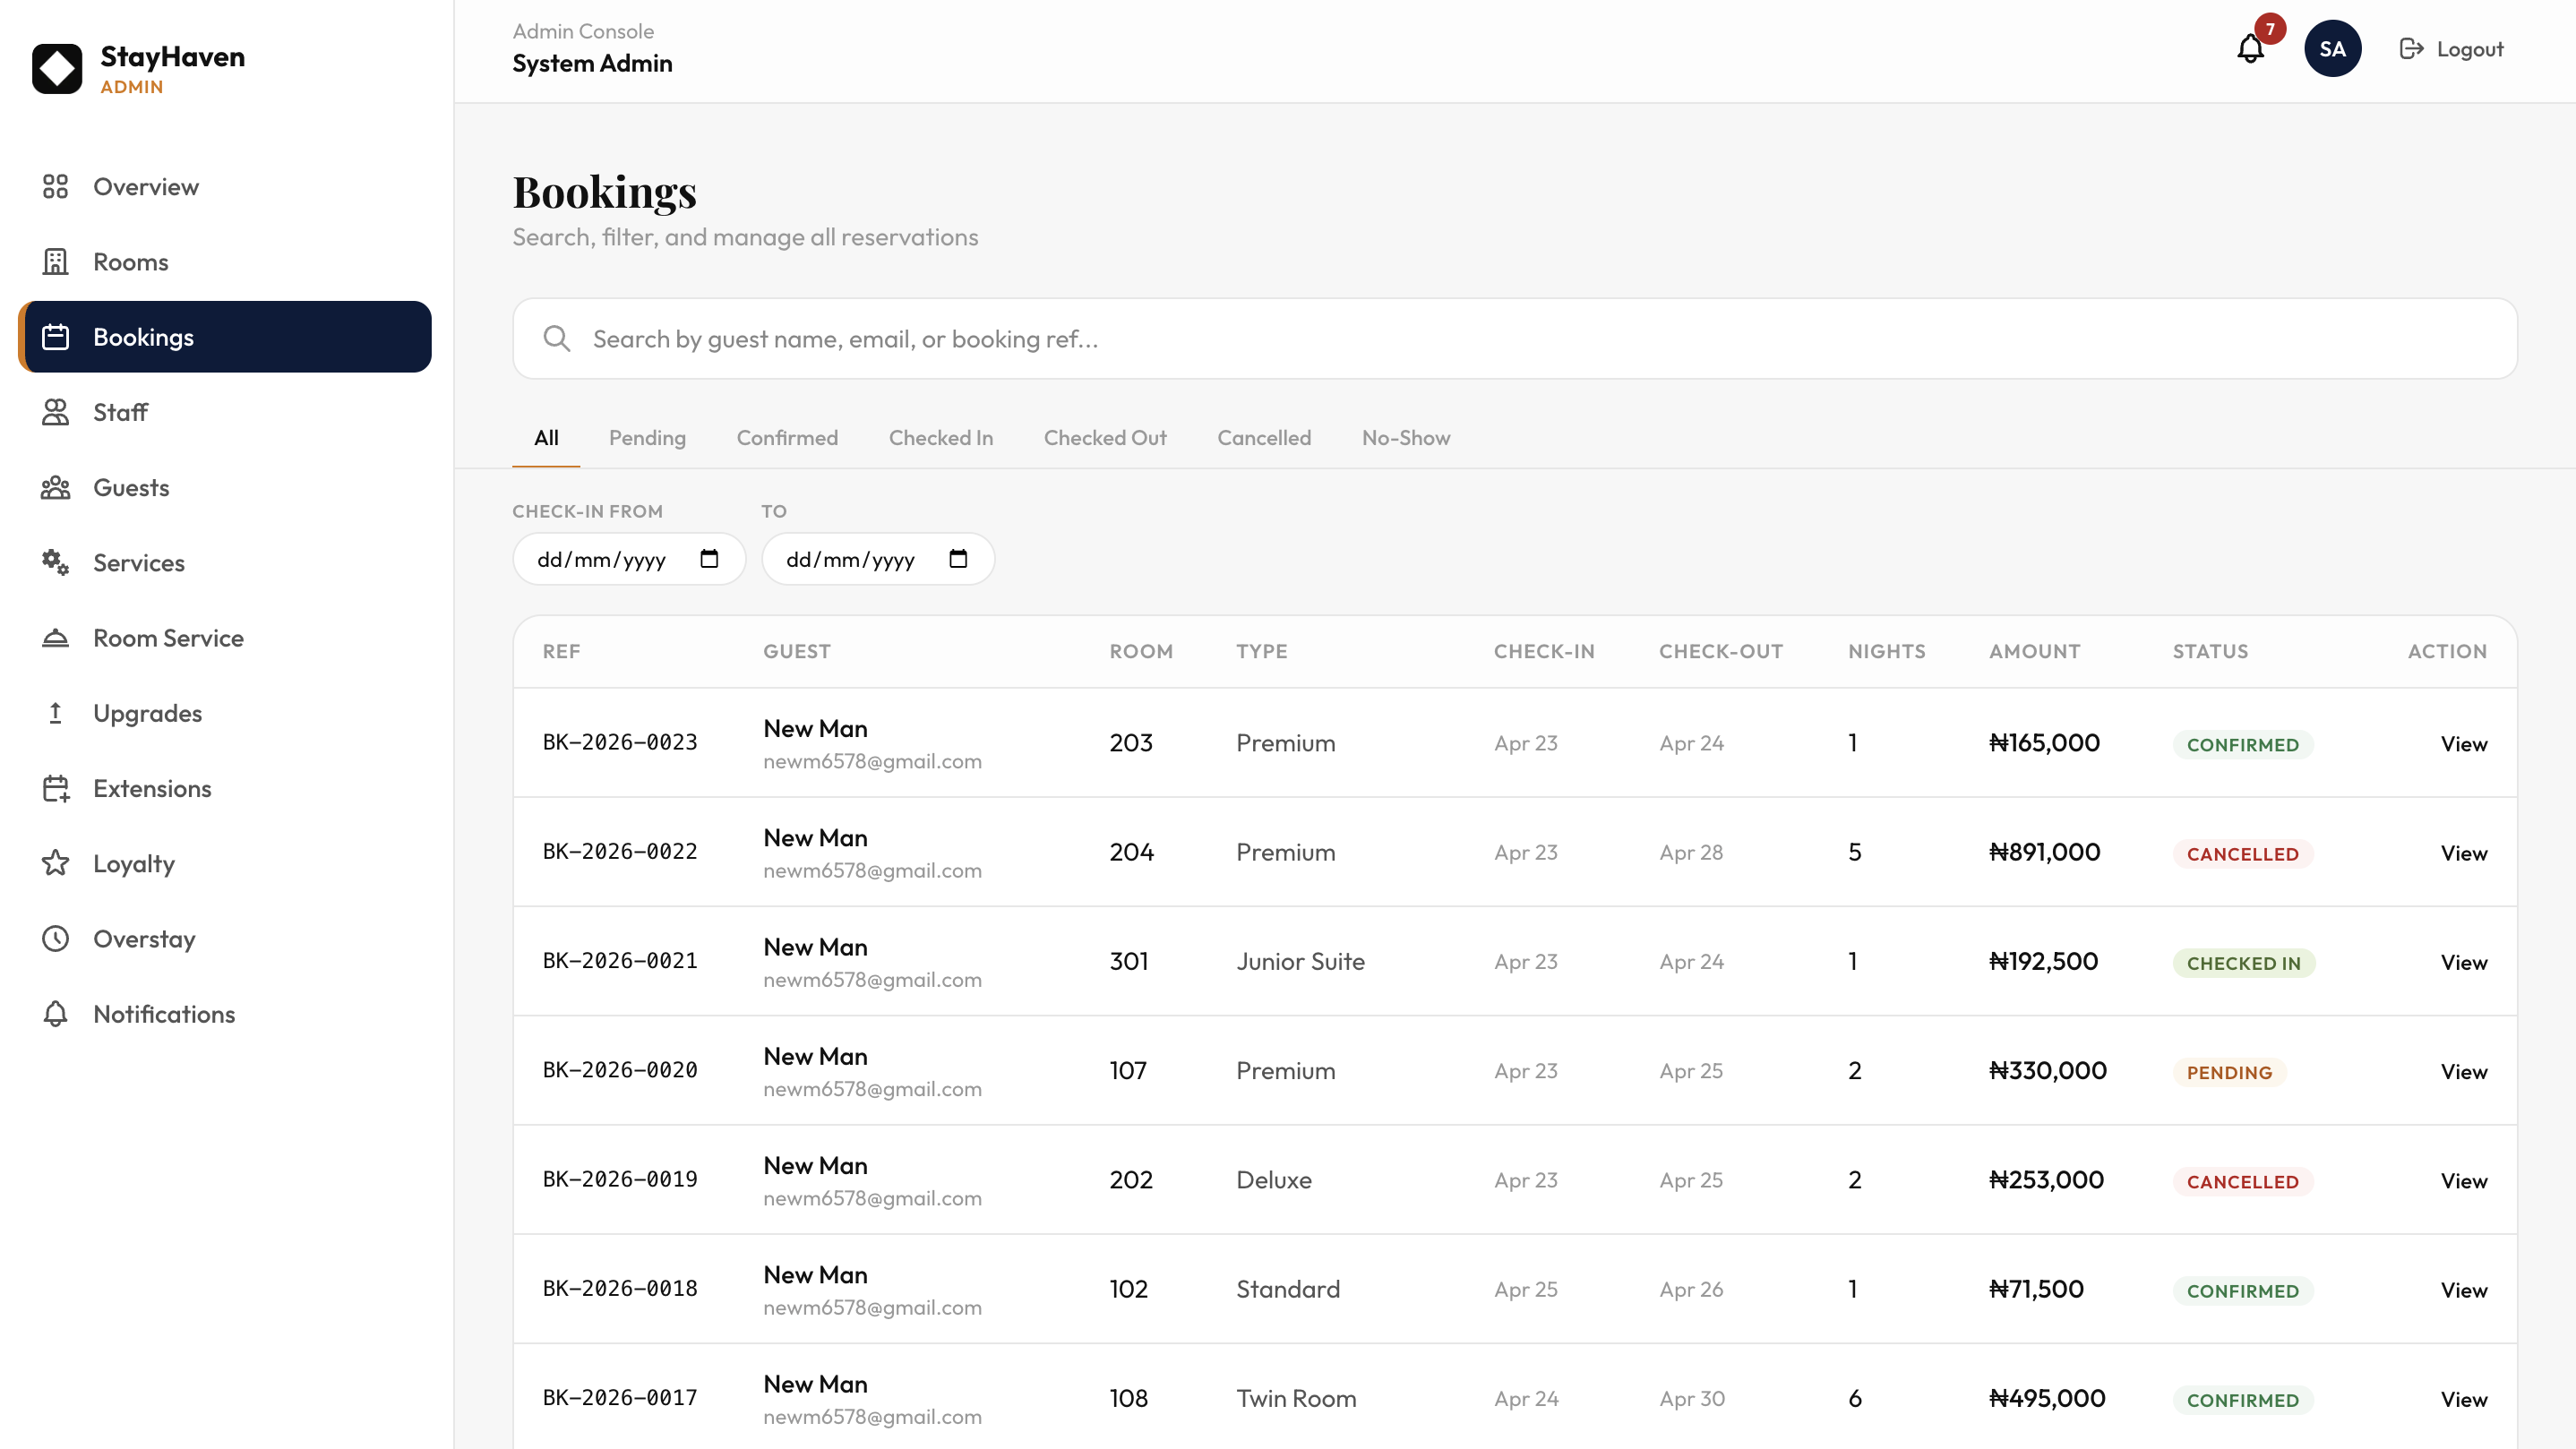 StayHaven
ADMIN
Overview
Rooms
Bookings
Staff
Guests
Services
Room Service
Upgrades
Extensions
Loyalty
Overstay
Notifications
Admin Console
System Admin
7
SA
Logout
Bookings
Search, filter, and manage all reservations
Search by guest name, email, or booking ref...
All Pending Confirmed Checked In Checked Out Cancelled No-Show
CHECK-IN FROM TO
dd/mm/yyyy dd/mm/yyyy
REF GUEST ROOM TYPE CHECK-IN CHECK-OUT NIGHTS AMOUNT STATUS ACTION
BK-2026-0023 New Man 203 Premium Apr 23 Apr 24 1 ₦165,000 CONFIRMED View
newm6578@gmail.com
BK-2026-0022 New Man 204 Premium Apr 23 Apr 28 5 ₦891,000 CANCELLED View
newm6578@gmail.com
BK-2026-0021 New Man 301 Junior Suite Apr 23 Apr 24 1 ₦192,500 CHECKED IN View
newm6578@gmail.com
BK-2026-0020 New Man 107 Premium Apr 23 Apr 25 2 ₦330,000 PENDING View
newm6578@gmail.com
BK-2026-0019 New Man 202 Deluxe Apr 23 Apr 25 2 ₦253,000 CANCELLED View
newm6578@gmail.com
BK-2026-0018 New Man 102 Standard Apr 25 Apr 26 1 ₦71,500 CONFIRMED View
newm6578@gmail.com
BK-2026-0017 New Man 108 Twin Room Apr 24 Apr 30 6 ₦495,000 CONFIRMED View
newm6578@gmail.com